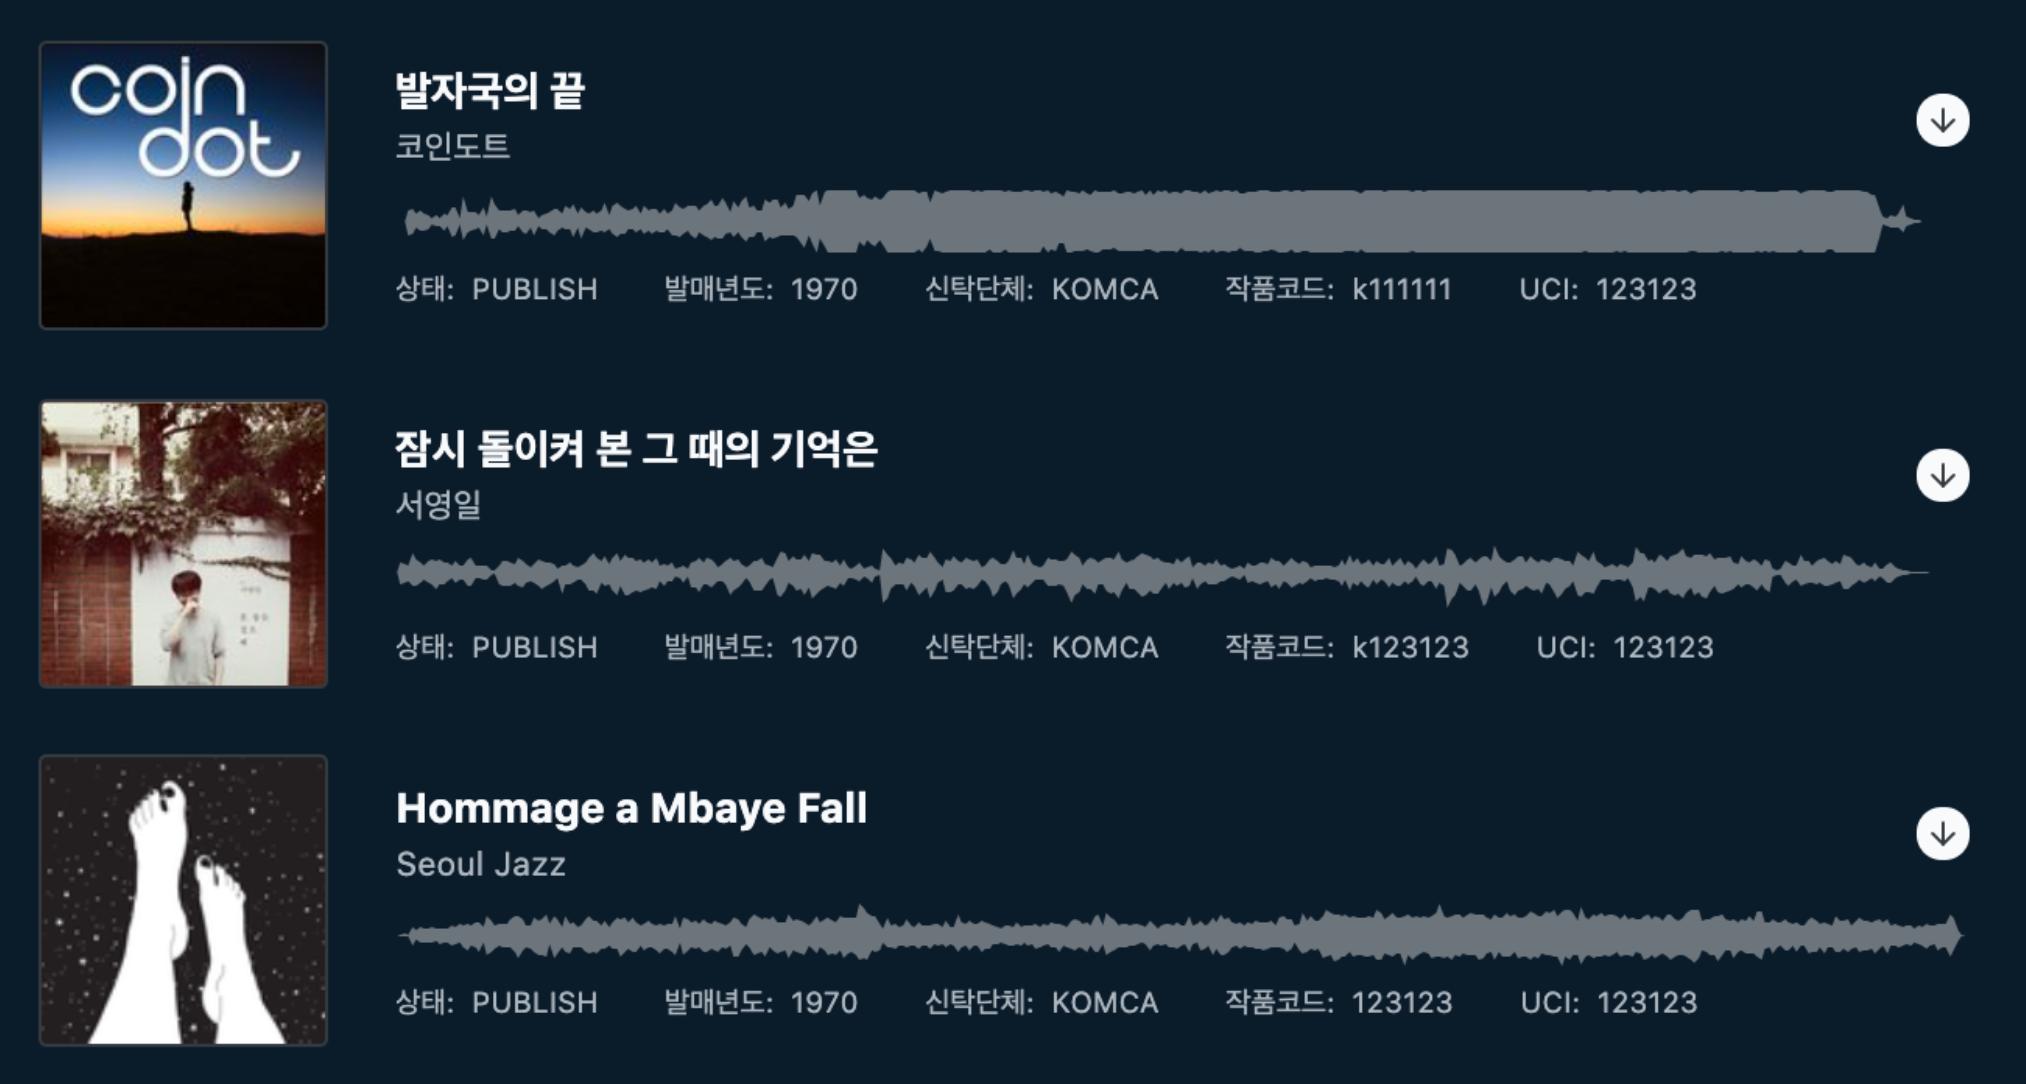 coin
dot
발자국의 끝
코인도트
상태: PUBLISH 발매년도: 1970 신탁단체: KOMCA 작품코드: k111111 UCI: 123123
잠시 돌이켜 본 그 때의 기억은
서영일
상태: PUBLISH 발매년도: 1970 신탁단체: KOMCA 작품코드: k123123 UCI: 123123
Hommage a Mbaye Fall
Seoul Jazz
상태: PUBLISH 발매년도: 1970 신탁단체: KOMCA 작품코드: 123123 UCI: 123123